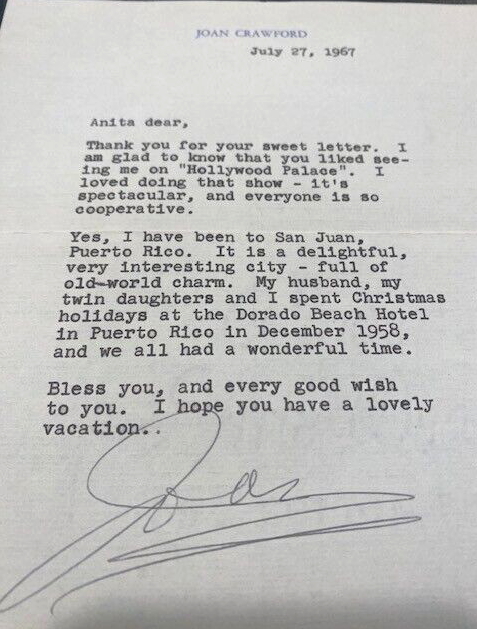 JOAN CRAWFORD
July 27, 1967
Anita dear,
Thank you for your sweet letter. I
am glad to know that you liked see-
ing me on "Hollywood Palace". I
loved doing that show - it's
spectacular, and everyone is so
cooperative.
Yes, I have been to San Juan,
Puerto Rico. It is a delightful,
very interesting city - full of
old-world charm. My husband, my
twin daughters and I spent Christmas
holidays at the Dorado Beach Hotel
in Puerto Rico in December 1958,
and we all had a wonderful time.
Bless you, and every good wish
to you. I hope you have a lovely
vacation..
Joan